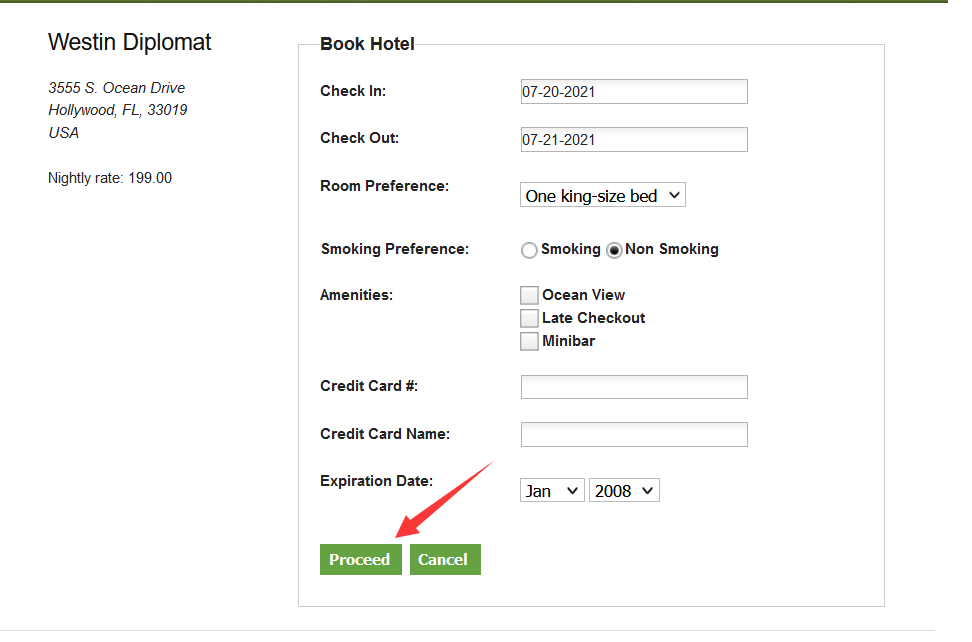 Westin Diplomat
3555 S. Ocean Drive
Hollywood, FL, 33019
USA
Nightly rate: 199.00
Book Hotel
Check In: 07-20-2021
Check Out: 07-21-2021
Room Preference: One king-size bed
Smoking Preference: Smoking Non Smoking
Amenities: Ocean View
Late Checkout
Minibar
Credit Card #:
Credit Card Name:
Expiration Date: Jan 2008
Proceed Cancel